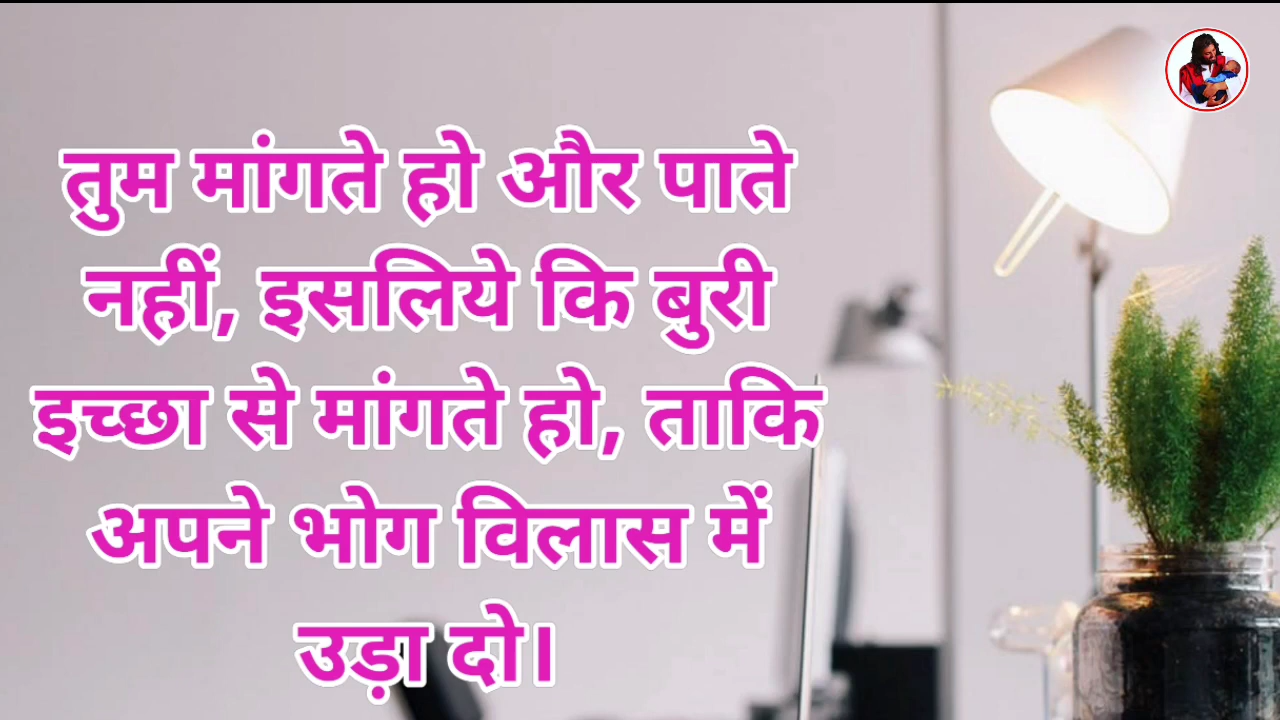 तुम मांगते हो और पाते
नहीं, इसलिये कि बुरी
इच्छा से मांगते हो, ताकि
अपने भोग विलास में
उड़ा दो।